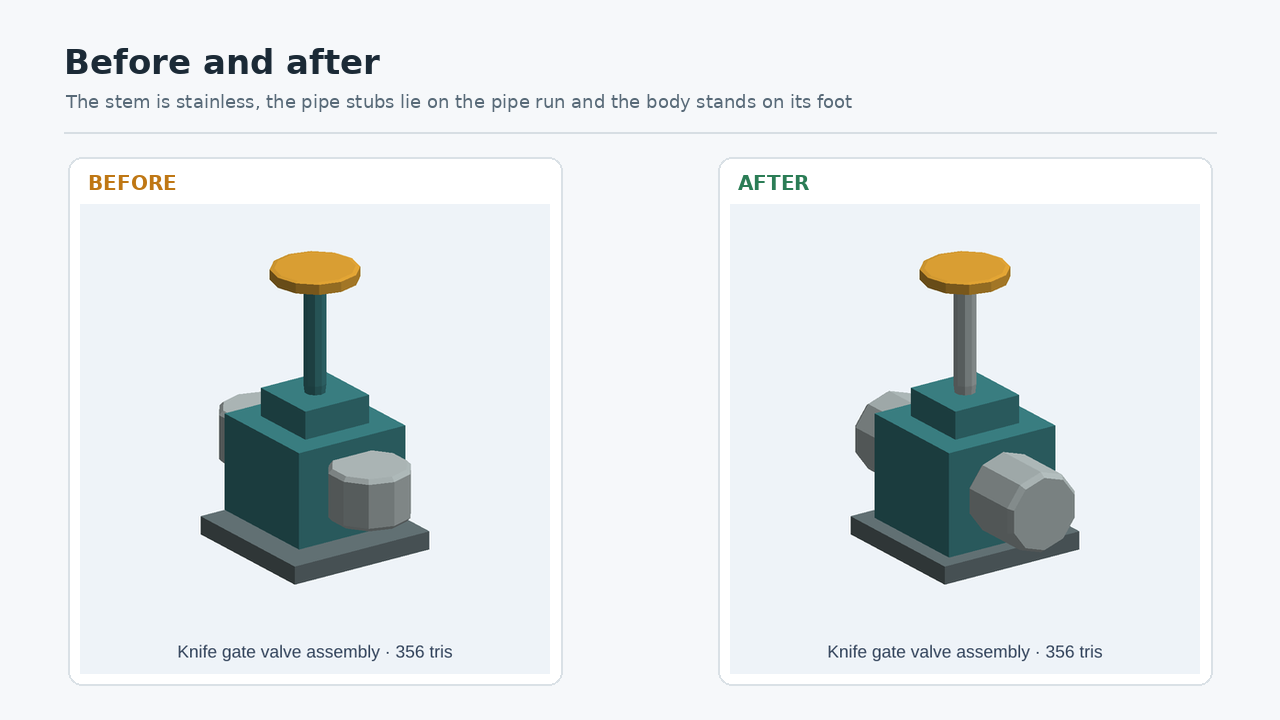 Before and after
The stem is stainless, the pipe stubs lie on the pipe run and the body stands on its foot
BEFORE
AFTER
Knife gate valve assembly · 356 tris
Knife gate valve assembly · 356 tris